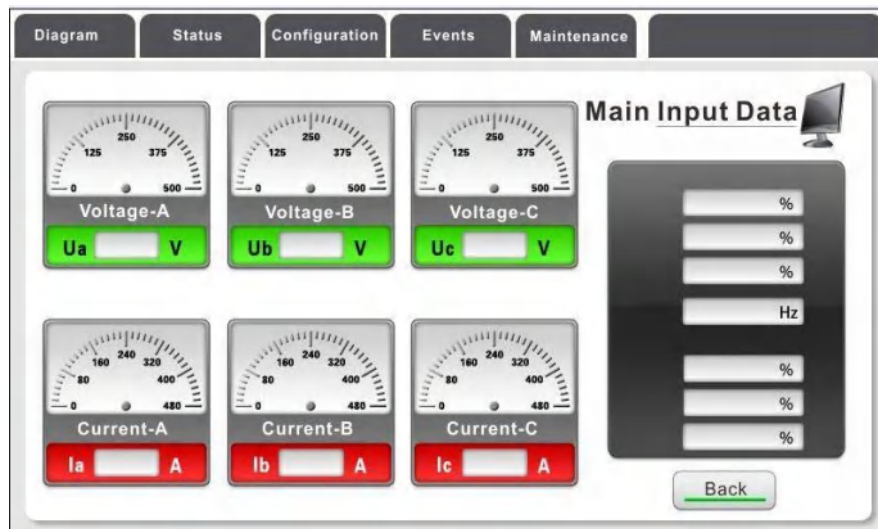 Diagram Status Configuration Events Maintenance
Main Input Data
0 125 250 375 500
Voltage-A
Ua V
0 125 250 375 500
Voltage-B
Ub V
0 125 250 375 500
Voltage-C
Uc V
0 80 160 240 320 400 480
Current-A
Ia A
0 80 160 240 320 400 480
Current-B
Ib A
0 80 160 240 320 400 480
Current-C
Ic A
%
%
%
Hz
%
%
%
Back